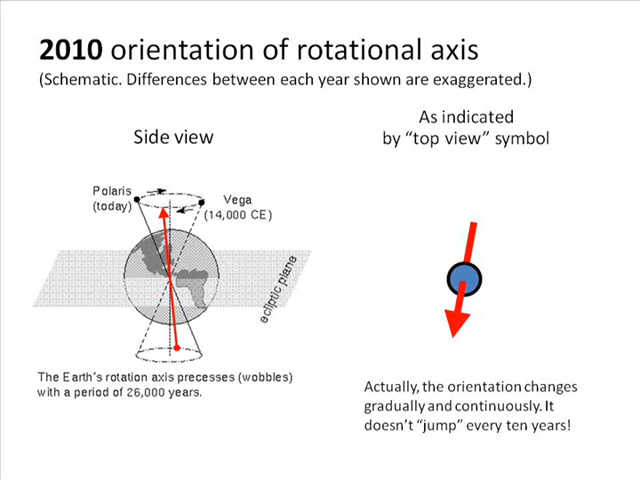 2010 orientation of rotational axis
(Schematic. Differences between each year shown are exaggerated.)
Side view
As indicated
by “top view” symbol
Polaris
(today)
Vega
(14,000 CE)
ecliptic plane
The Earth's rotation axis precesses (wobbles)
with a period of 26,000 years.
Actually, the orientation changes
gradually and continuously. It
doesn't “jump” every ten years!